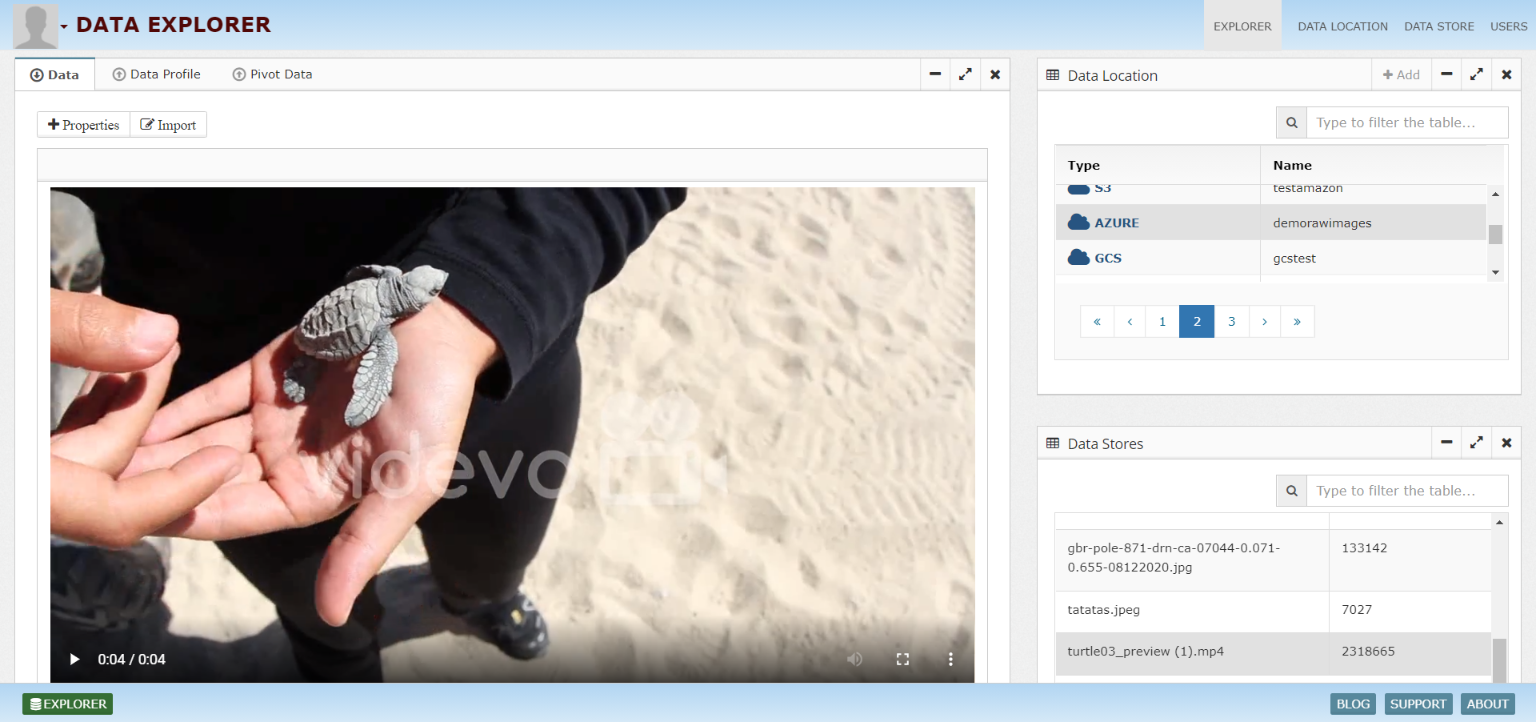 DATA EXPLORER
EXPLORER DATA LOCATION DATA STORE USERS
Data Data Profile Pivot Data
Properties Import
videvo
0:04 / 0:04
Data Location
Add
Type to filter the table...
Type Name
S3 testamazon
AZURE demorawimages
GCS gcstest
« ‹ 1 2 3 › »
Data Stores
Type to filter the table...
gbr-pole-871-drn-ca-07044-0.071- 133142
0.655-08122020.jpg
tatatas.jpeg 7027
turtle03_preview (1).mp4 2318665
EXPLORER
BLOG SUPPORT ABOUT